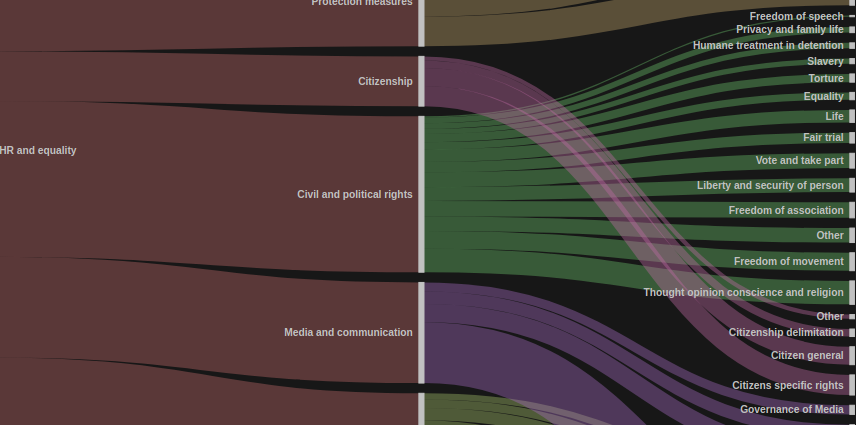 Protection measures
Citizenship
HR and equality
Civil and political rights
Media and communication
Freedom of speech
Privacy and family life
Humane treatment in detention
Slavery
Torture
Equality
Life
Fair trial
Vote and take part
Liberty and security of person
Freedom of association
Other
Freedom of movement
Thought opinion conscience and religion
Other
Citizenship delimitation
Citizen general
Citizens specific rights
Governance of Media